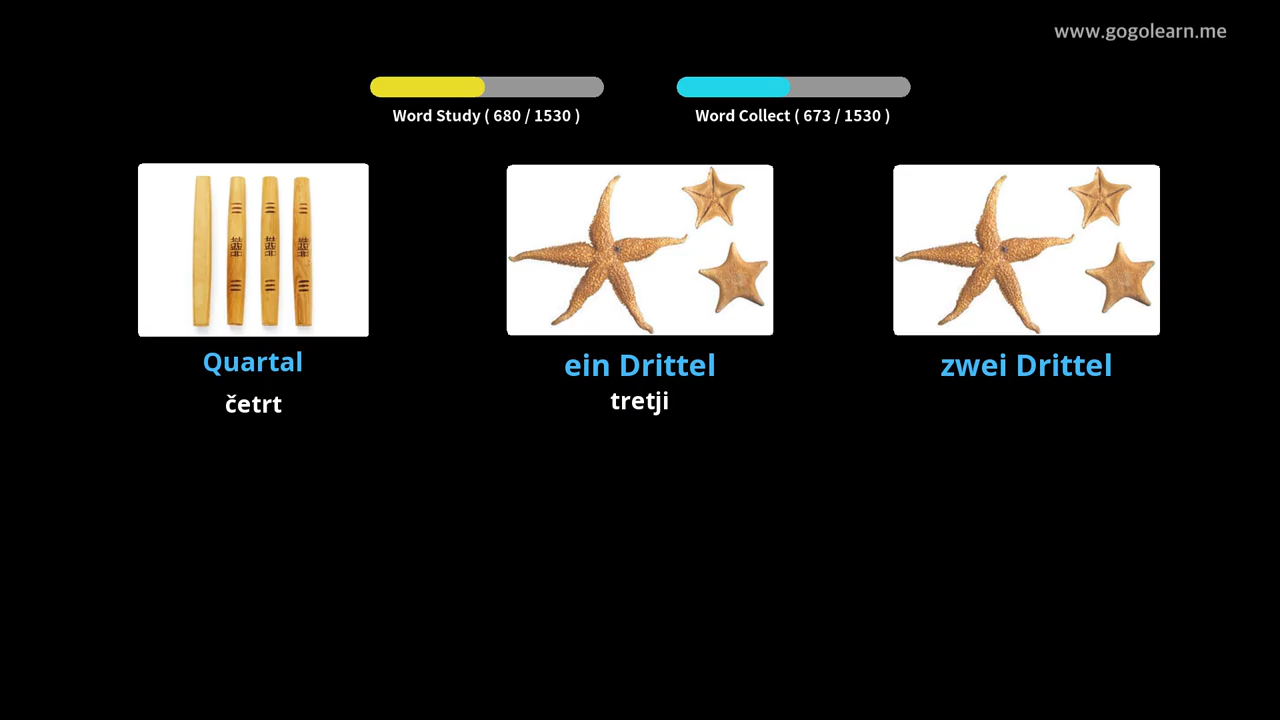 www.gogolearn.me
Word Study ( 680 / 1530 )
Word Collect ( 673 / 1530 )
Quartal
četrt
ein Drittel
tretji
zwei Drittel